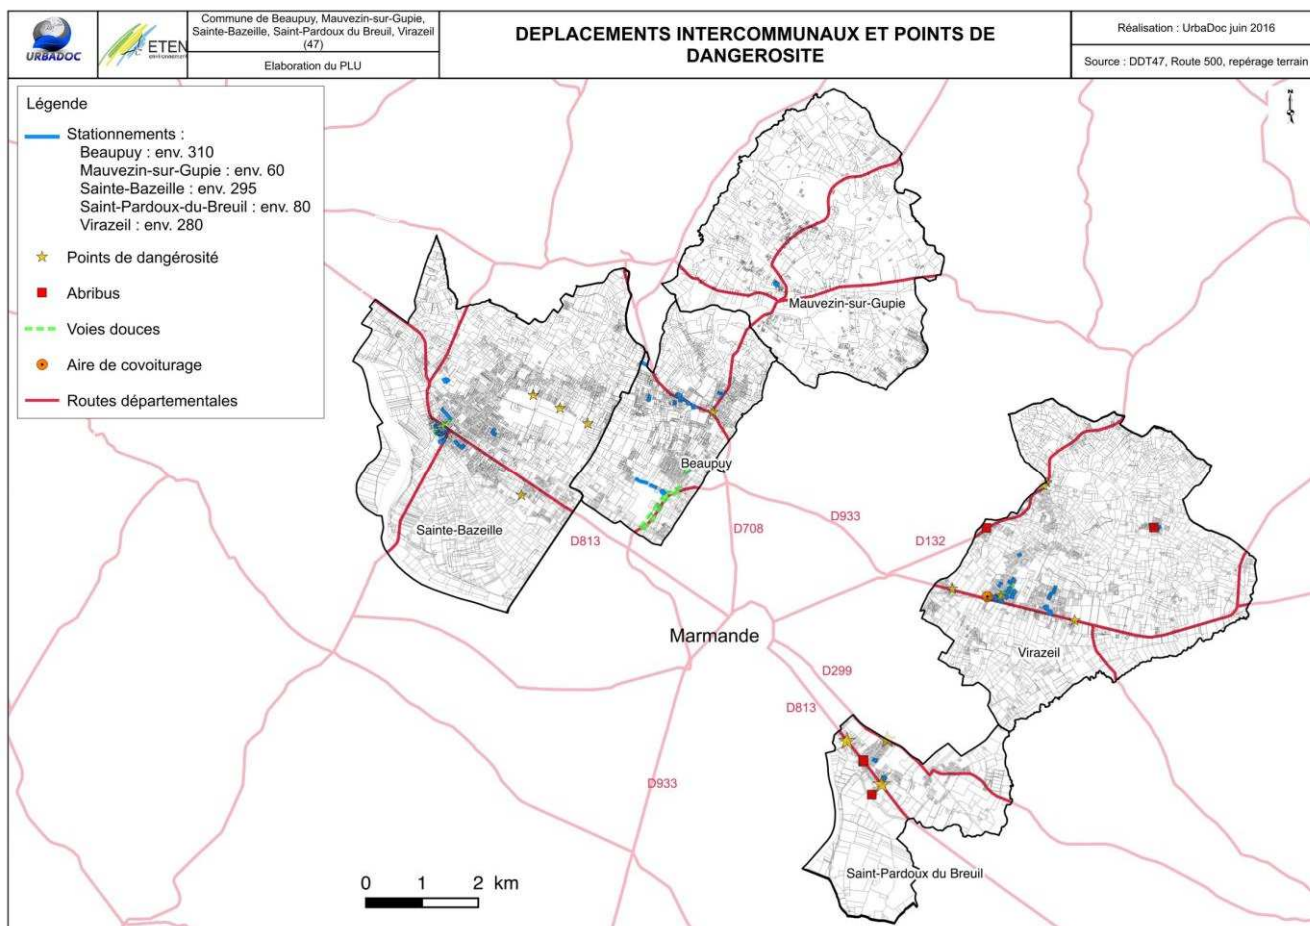 URBADOC
ETEN
environnement
Commune de Beaupuy, Mauvezin-sur-Gupie,
Sainte-Bazeille, Saint-Pardoux du Breuil, Virazeil
(47)
Elaboration du PLU
DEPLACEMENTS INTERCOMMUNAUX ET POINTS DE
DANGEROSITE
Réalisation : UrbaDoc juin 2016
Source : DDT47, Route 500, repérage terrain
Légende
Stationnements :
Beaupuy : env. 310
Mauvezin-sur-Gupie : env. 60
Sainte-Bazeille : env. 295
Saint-Pardoux-du-Breuil : env. 80
Virazeil : env. 280
Points de dangérosité
Abribus
Voies douces
Aire de covoiturage
Routes départementales
N
Mauvezin-sur-Gupie
Beaupuy
Sainte-Bazeille
D813
D708
D933
D132
Marmande
Virazeil
D299
D813
D933
Saint-Pardoux du Breuil
0 1 2 km